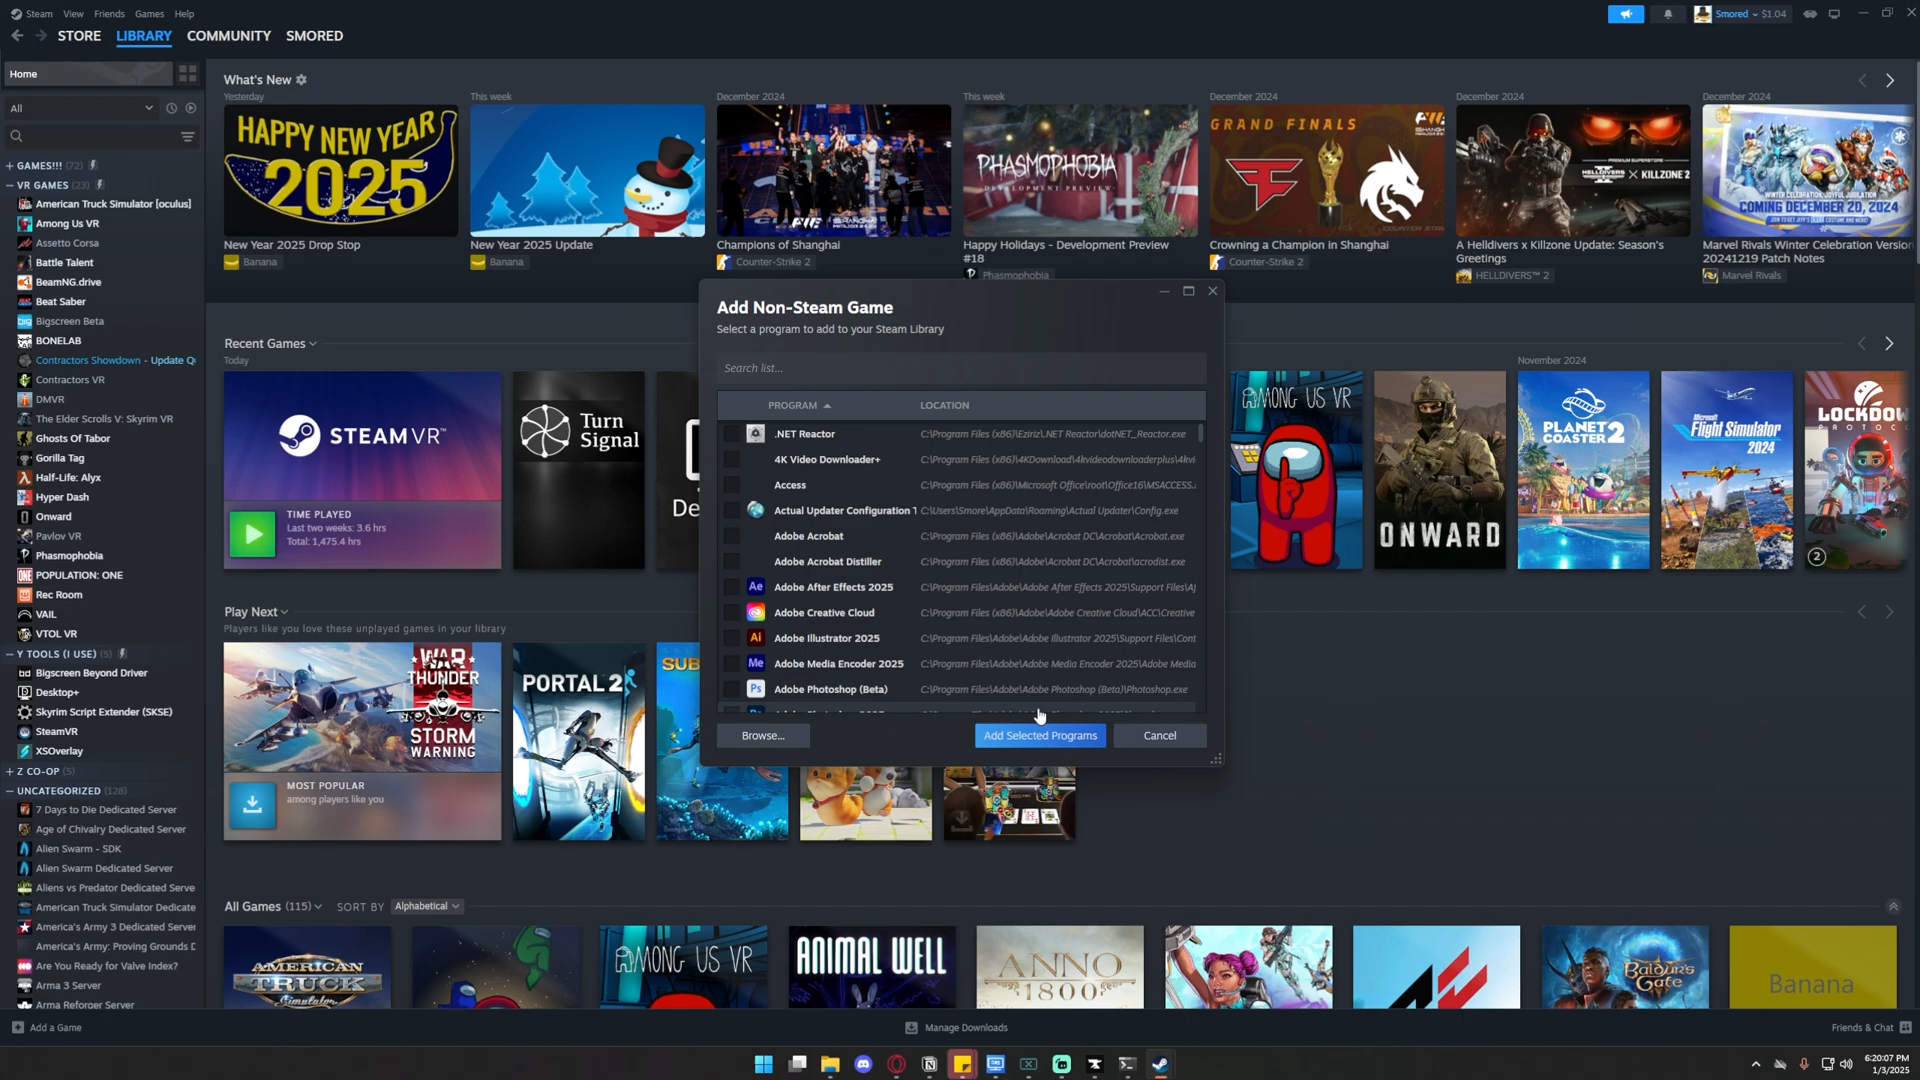 Steam View Friends Games Help
Smored $1.04
STORE LIBRARY COMMUNITY SMORED
Home
All
GAMES!!! (72)
VR GAMES (23)
American Truck Simulator [oculus]
Among Us VR
Assetto Corsa
Battle Talent
BeamNG.drive
Beat Saber
Bigscreen Beta
BONELAB
Contractors Showdown - Update Q
Contractors VR
DMVR
The Elder Scrolls V: Skyrim VR
Ghosts Of Tabor
Gorilla Tag
Half-Life: Alyx
Hyper Dash
Onward
Pavlov VR
Phasmophobia
POPULATION: ONE
Rec Room
VAIL
VTOL VR
Y TOOLS (I USE) (5)
Bigscreen Beyond Driver
Desktop+
Skyrim Script Extender (SKSE)
SteamVR
XSOverlay
Z CO-OP (5)
UNCATEGORIZED (128)
7 Days to Die Dedicated Server
Age of Chivalry Dedicated Server
Alien Swarm - SDK
Alien Swarm Dedicated Server
Aliens vs Predator Dedicated Serve
American Truck Simulator Dedicate
America's Army 3 Dedicated Server
America's Army: Proving Grounds D
Are You Ready for Valve Index?
Arma 3 Server
Arma Reforger Server
What's New
Yesterday
HAPPY NEW YEAR
2025
New Year 2025 Drop Stop
Banana
This week
New Year 2025 Update
Banana
December 2024
Champions of Shanghai
Counter-Strike 2
This week
PHASMOPHOBIA
DEVELOPMENT PREVIEW
Happy Holidays - Development Preview
#18
Phasmophobia
December 2024
GRAND FINALS
Crowning a Champion in Shanghai
Counter-Strike 2
December 2024
HELLDIVERS X KILLZONE 2
A Helldivers x Killzone Update: Season's
Greetings
HELLDIVERS™ 2
December 2024
WINTER CELEBRATION: JOYFUL JUBILATION
COMING DECEMBER 20, 2024
Marvel Rivals Winter Celebration Version
20241219 Patch Notes
Marvel Rivals
Recent Games
Today
STEAMVR™
TIME PLAYED
Last two weeks: 3.6 hrs
Total: 1,475.4 hrs
Turn
Signal
De
AMONG US VR
ONWARD
November 2024
PLANET
COASTER 2
Microsoft
Flight Simulator
2024
LOCKDOW
PROTOC
2
Add Non-Steam Game
Select a program to add to your Steam Library
Search list...
PROGRAM LOCATION
.NET Reactor C:\Program Files (x86)\Eziriz\.NET Reactor\dotNET_Reactor.exe
4K Video Downloader+ C:\Program Files (x86)\4KDownload\4kvideodownloaderplus\4kvi
Access C:\Program Files (x86)\Microsoft Office\root\Office16\MSACCESS.
Actual Updater Configuration T C:\Users\Smore\AppData\Roaming\Actual Updater\Config.exe
Adobe Acrobat C:\Program Files (x86)\Adobe\Acrobat DC\Acrobat\Acrobat.exe
Adobe Acrobat Distiller C:\Program Files (x86)\Adobe\Acrobat DC\Acrobat\acrodist.exe
Ae Adobe After Effects 2025 C:\Program Files\Adobe\Adobe After Effects 2025\Support Files\Af
Adobe Creative Cloud C:\Program Files (x86)\Adobe\Adobe Creative Cloud\ACC\Creative
Ai Adobe Illustrator 2025 C:\Program Files\Adobe\Adobe Illustrator 2025\Support Files\Cont
Me Adobe Media Encoder 2025 C:\Program Files\Adobe\Adobe Media Encoder 2025\Adobe Media
Ps Adobe Photoshop (Beta) C:\Program Files\Adobe\Adobe Photoshop (Beta)\Photoshop.exe
Browse... Add Selected Programs Cancel
Play Next
Players like you love these unplayed games in your library
WAR
THUNDER
STORM
WARNING
MOST POPULAR
among players like you
PORTAL 2
SUB
All Games (115) SORT BY Alphabetical
AMERICAN
TRUCK
Simulator
AMONG US VR
ANIMAL WELL
ANNO
1800
Baldur's
Gate
Banana
Add a Game
Manage Downloads
Friends & Chat
6:20:07 PM
1/3/2025